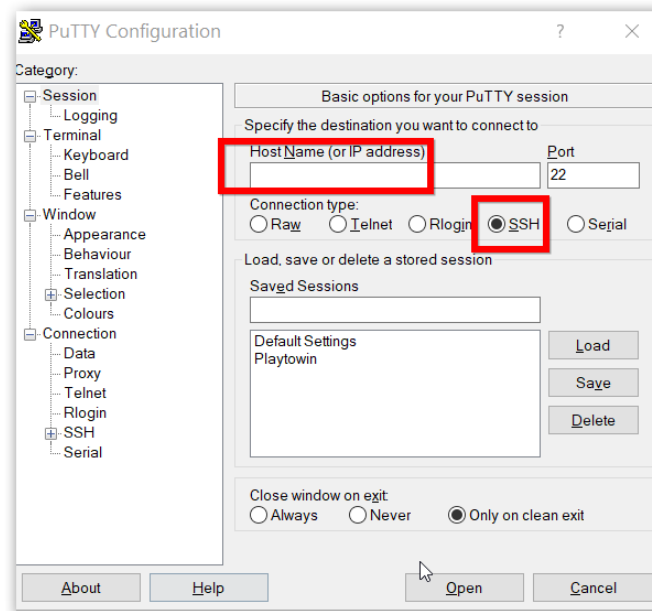 PuTTY Configuration
?
Category:
Session
Logging
Terminal
Keyboard
Bell
Features
Window
Appearance
Behaviour
Translation
Selection
Colours
Connection
Data
Proxy
Telnet
Rlogin
SSH
Serial
Basic options for your PuTTY session
Specify the destination you want to connect to
Host Name (or IP address)
Port
22
Connection type:
Raw Telnet Rlogin SSH Serial
Load, save or delete a stored session
Saved Sessions
Default Settings
Playtowin
Load
Save
Delete
Close window on exit:
Always Never Only on clean exit
About Help Open Cancel